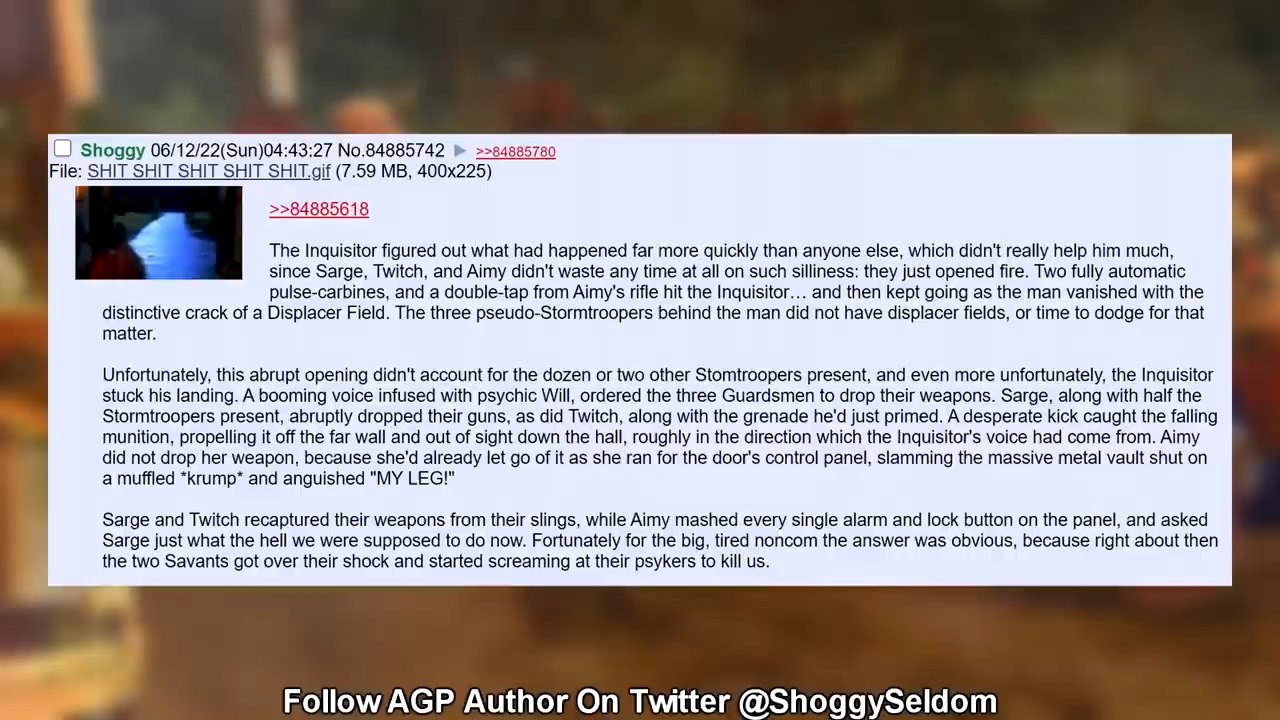 Shoggy 06/12/22(Sun)04:43:27 No.84885742 ▶ >>84885780
File: SHIT SHIT SHIT SHIT SHIT.gif (7.59 MB, 400x225)
>>84885618
The Inquisitor figured out what had happened far more quickly than anyone else, which didn't really help him much,
since Sarge, Twitch, and Aimy didn't waste any time at all on such silliness: they just opened fire. Two fully automatic
pulse-carbines, and a double-tap from Aimy's rifle hit the Inquisitor… and then kept going as the man vanished with the
distinctive crack of a Displacer Field. The three pseudo-Stormtroopers behind the man did not have displacer fields, or time to dodge for that
matter.
Unfortunately, this abrupt opening didn't account for the dozen or two other Stomtroopers present, and even more unfortunately, the Inquisitor
stuck his landing. A booming voice infused with psychic Will, ordered the three Guardsmen to drop their weapons. Sarge, along with half the
Stormtroopers present, abruptly dropped their guns, as did Twitch, along with the grenade he'd just primed. A desperate kick caught the falling
munition, propelling it off the far wall and out of sight down the hall, roughly in the direction which the Inquisitor's voice had come from. Aimy
did not drop her weapon, because she'd already let go of it as she ran for the door's control panel, slamming the massive metal vault shut on
a muffled *krump* and anguished "MY LEG!"
Sarge and Twitch recaptured their weapons from their slings, while Aimy mashed every single alarm and lock button on the panel, and asked
Sarge just what the hell we were supposed to do now. Fortunately for the big, tired noncom the answer was obvious, because right about then
the two Savants got over their shock and started screaming at their psykers to kill us.
Follow AGP Author On Twitter @ShoggySeldom